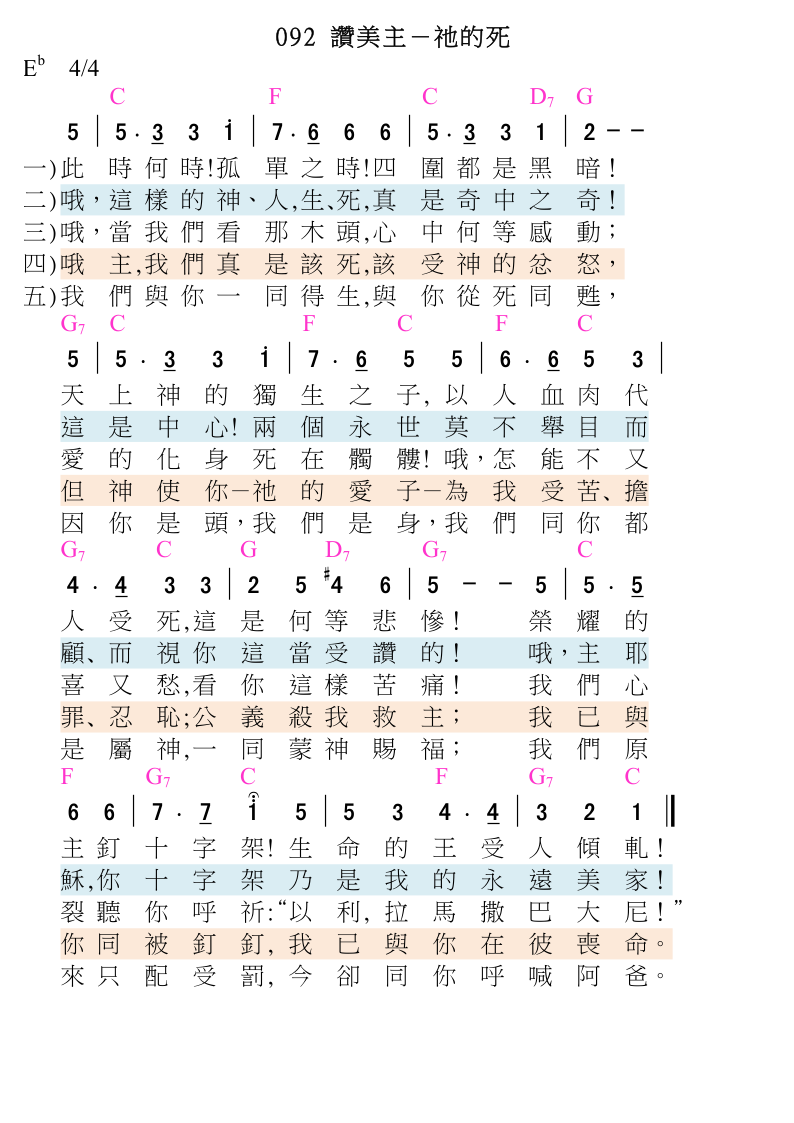 092 讚美主－祂的死
E♭ 4/4
C F C D7 G
5 | 5 . 3 3 i | 7 . 6 6 6 | 5 . 3 3 1 | 2 － －
一)此 時何時!孤 單之時!四 圍都是黑 暗！
二)哦，這樣的神、人,生、死,真 是奇中之 奇！
三)哦，當我們看 那木頭,心 中何等感 動；
四)哦 主,我們真 是該死,該 受神的忿 怒，
五)我 們與你一 同得生,與 你從死同 甦，
G7 C F C F C
5 | 5 . 3 3 i | 7 . 6 5 5 | 6 . 6 5 3 |
天 上神的獨 生之子,以 人血肉代
這 是中心!兩 個永世莫 不舉目而
愛 的化身死 在髑髏!哦，怎能不又
但 神使你－祂 的愛子－為 我受苦、擔
因 你是頭，我 們是身，我 們同你都
G7 C G D7 G7 C
4 . 4 3 3 | 2 5 #4 6 | 5 － － 5 | 5 . 5
人受死,這 是何等悲 慘！ 榮 耀的
顧、而視你 這當受讚 的！ 哦，主耶
喜又愁,看 你這樣苦 痛！ 我 們心
罪、忍恥;公 義殺我救 主； 我 已與
是屬神,一 同蒙神賜 福； 我 們原
F G7 C F G7 C
6 6 | 7 . 7 i 5 | 5 3 4 . 4 | 3 2 1 ‖
主釘 十字架!生 命的王受 人傾軋！
穌,你 十字架乃 是我的永 遠美家！
裂聽 你呼祈:“以 利,拉馬撒 巴大尼！”
你同 被釘釘,我 已與你在 彼喪命。
來只 配受罰,今 卻同你呼 喊阿爸。